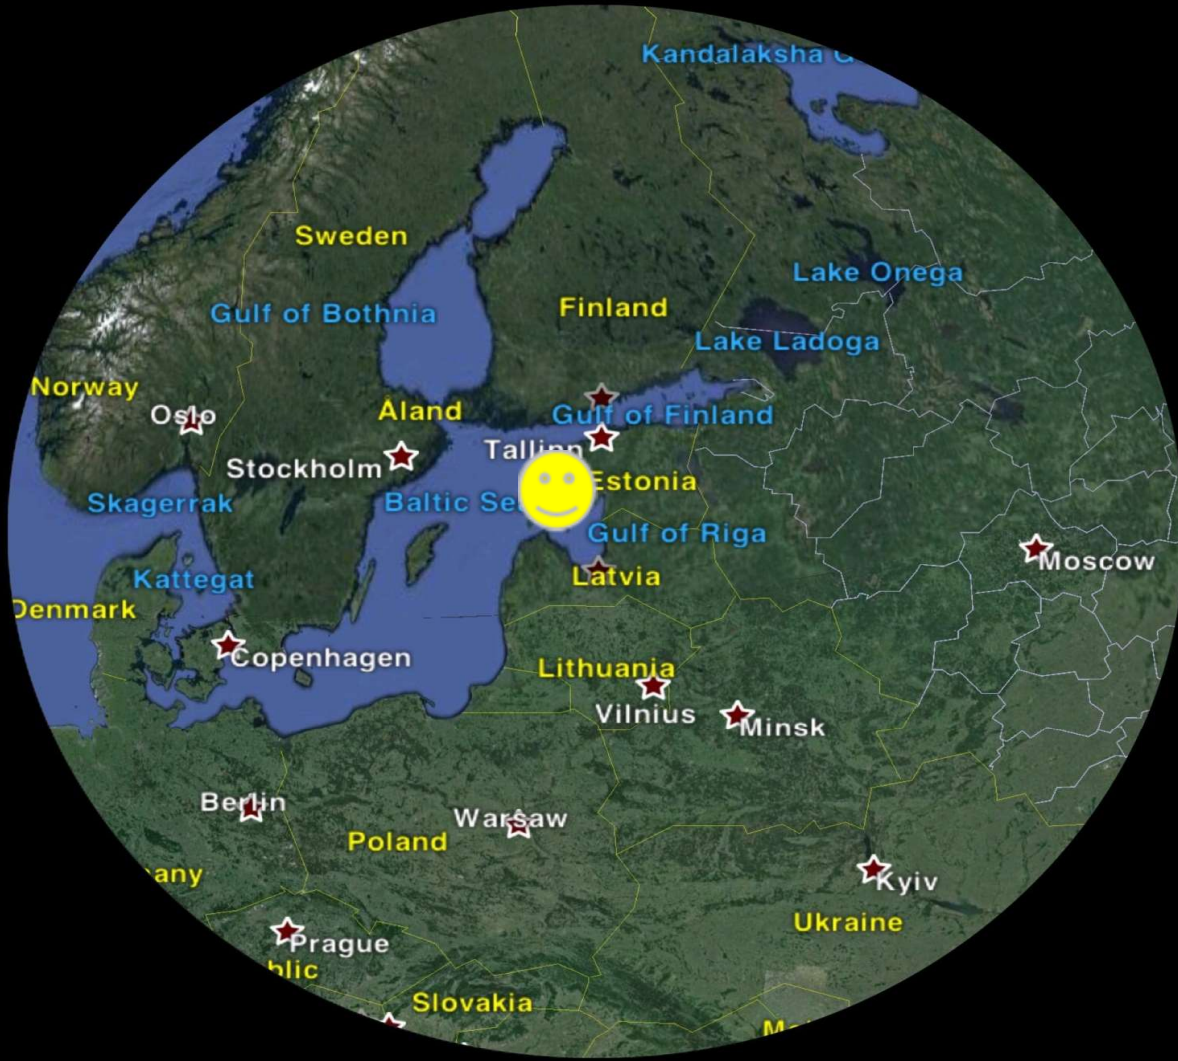 Kandalaksha G
Sweden
Lake Onega
Finland
Gulf of Bothnia
Lake Ladoga
Norway
Åland
Oslo
Gulf of Finland
Tallinn
Stockholm
Estonia
Skagerrak
Baltic Se
Gulf of Riga
Moscow
Kattegat
Latvia
Denmark
Copenhagen
Lithuania
Vilnius
Minsk
Berlin
Warsaw
Poland
any
Kyiv
Ukraine
Prague
blic
Slovakia